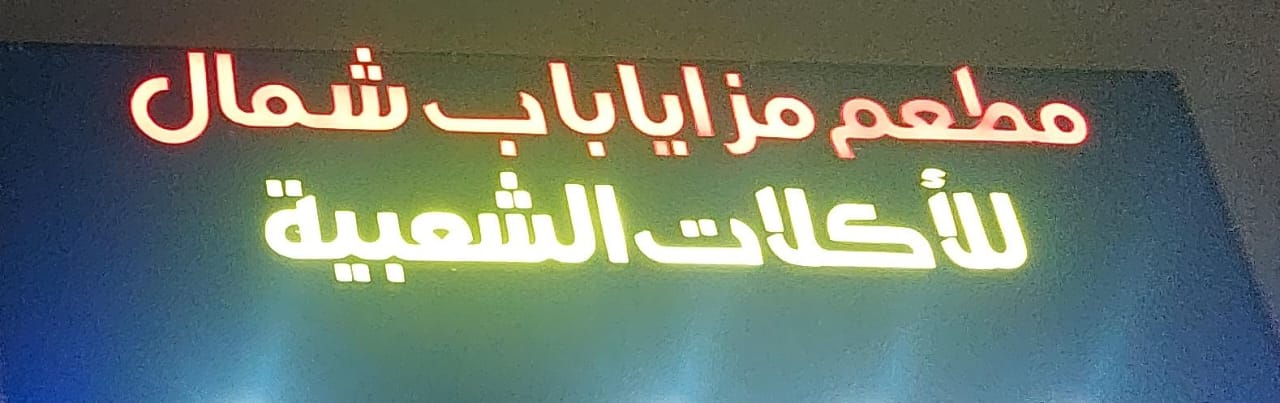 مطعم مزايا باب شمال
للأكلات الشعبية